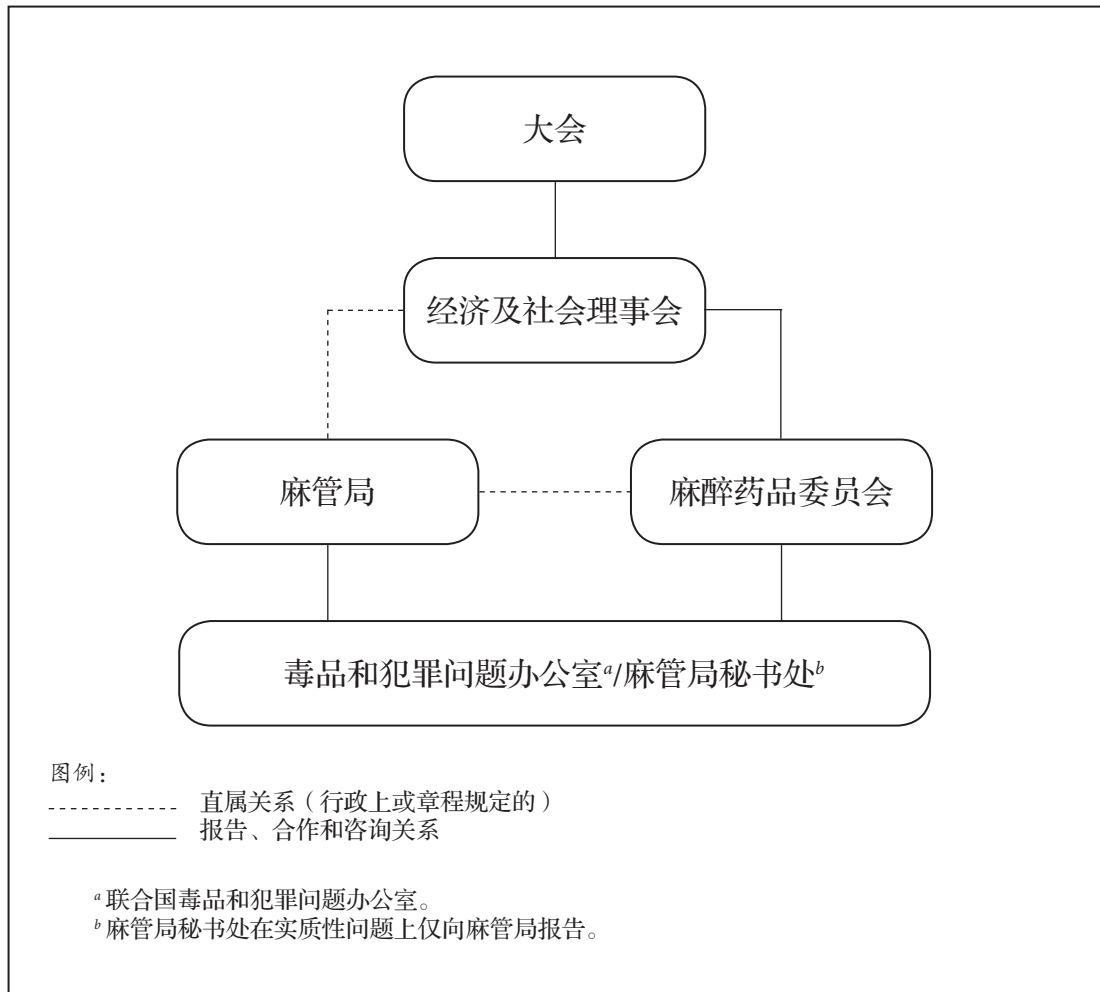 大会
经济及社会理事会
麻管局
麻醉药品委员会
毒品和犯罪问题办公室a/麻管局秘书处b
图例：
直属关系（行政上或章程规定的）
报告、合作和咨询关系
a 联合国毒品和犯罪问题办公室。
b 麻管局秘书处在实质性问题上仅向麻管局报告。